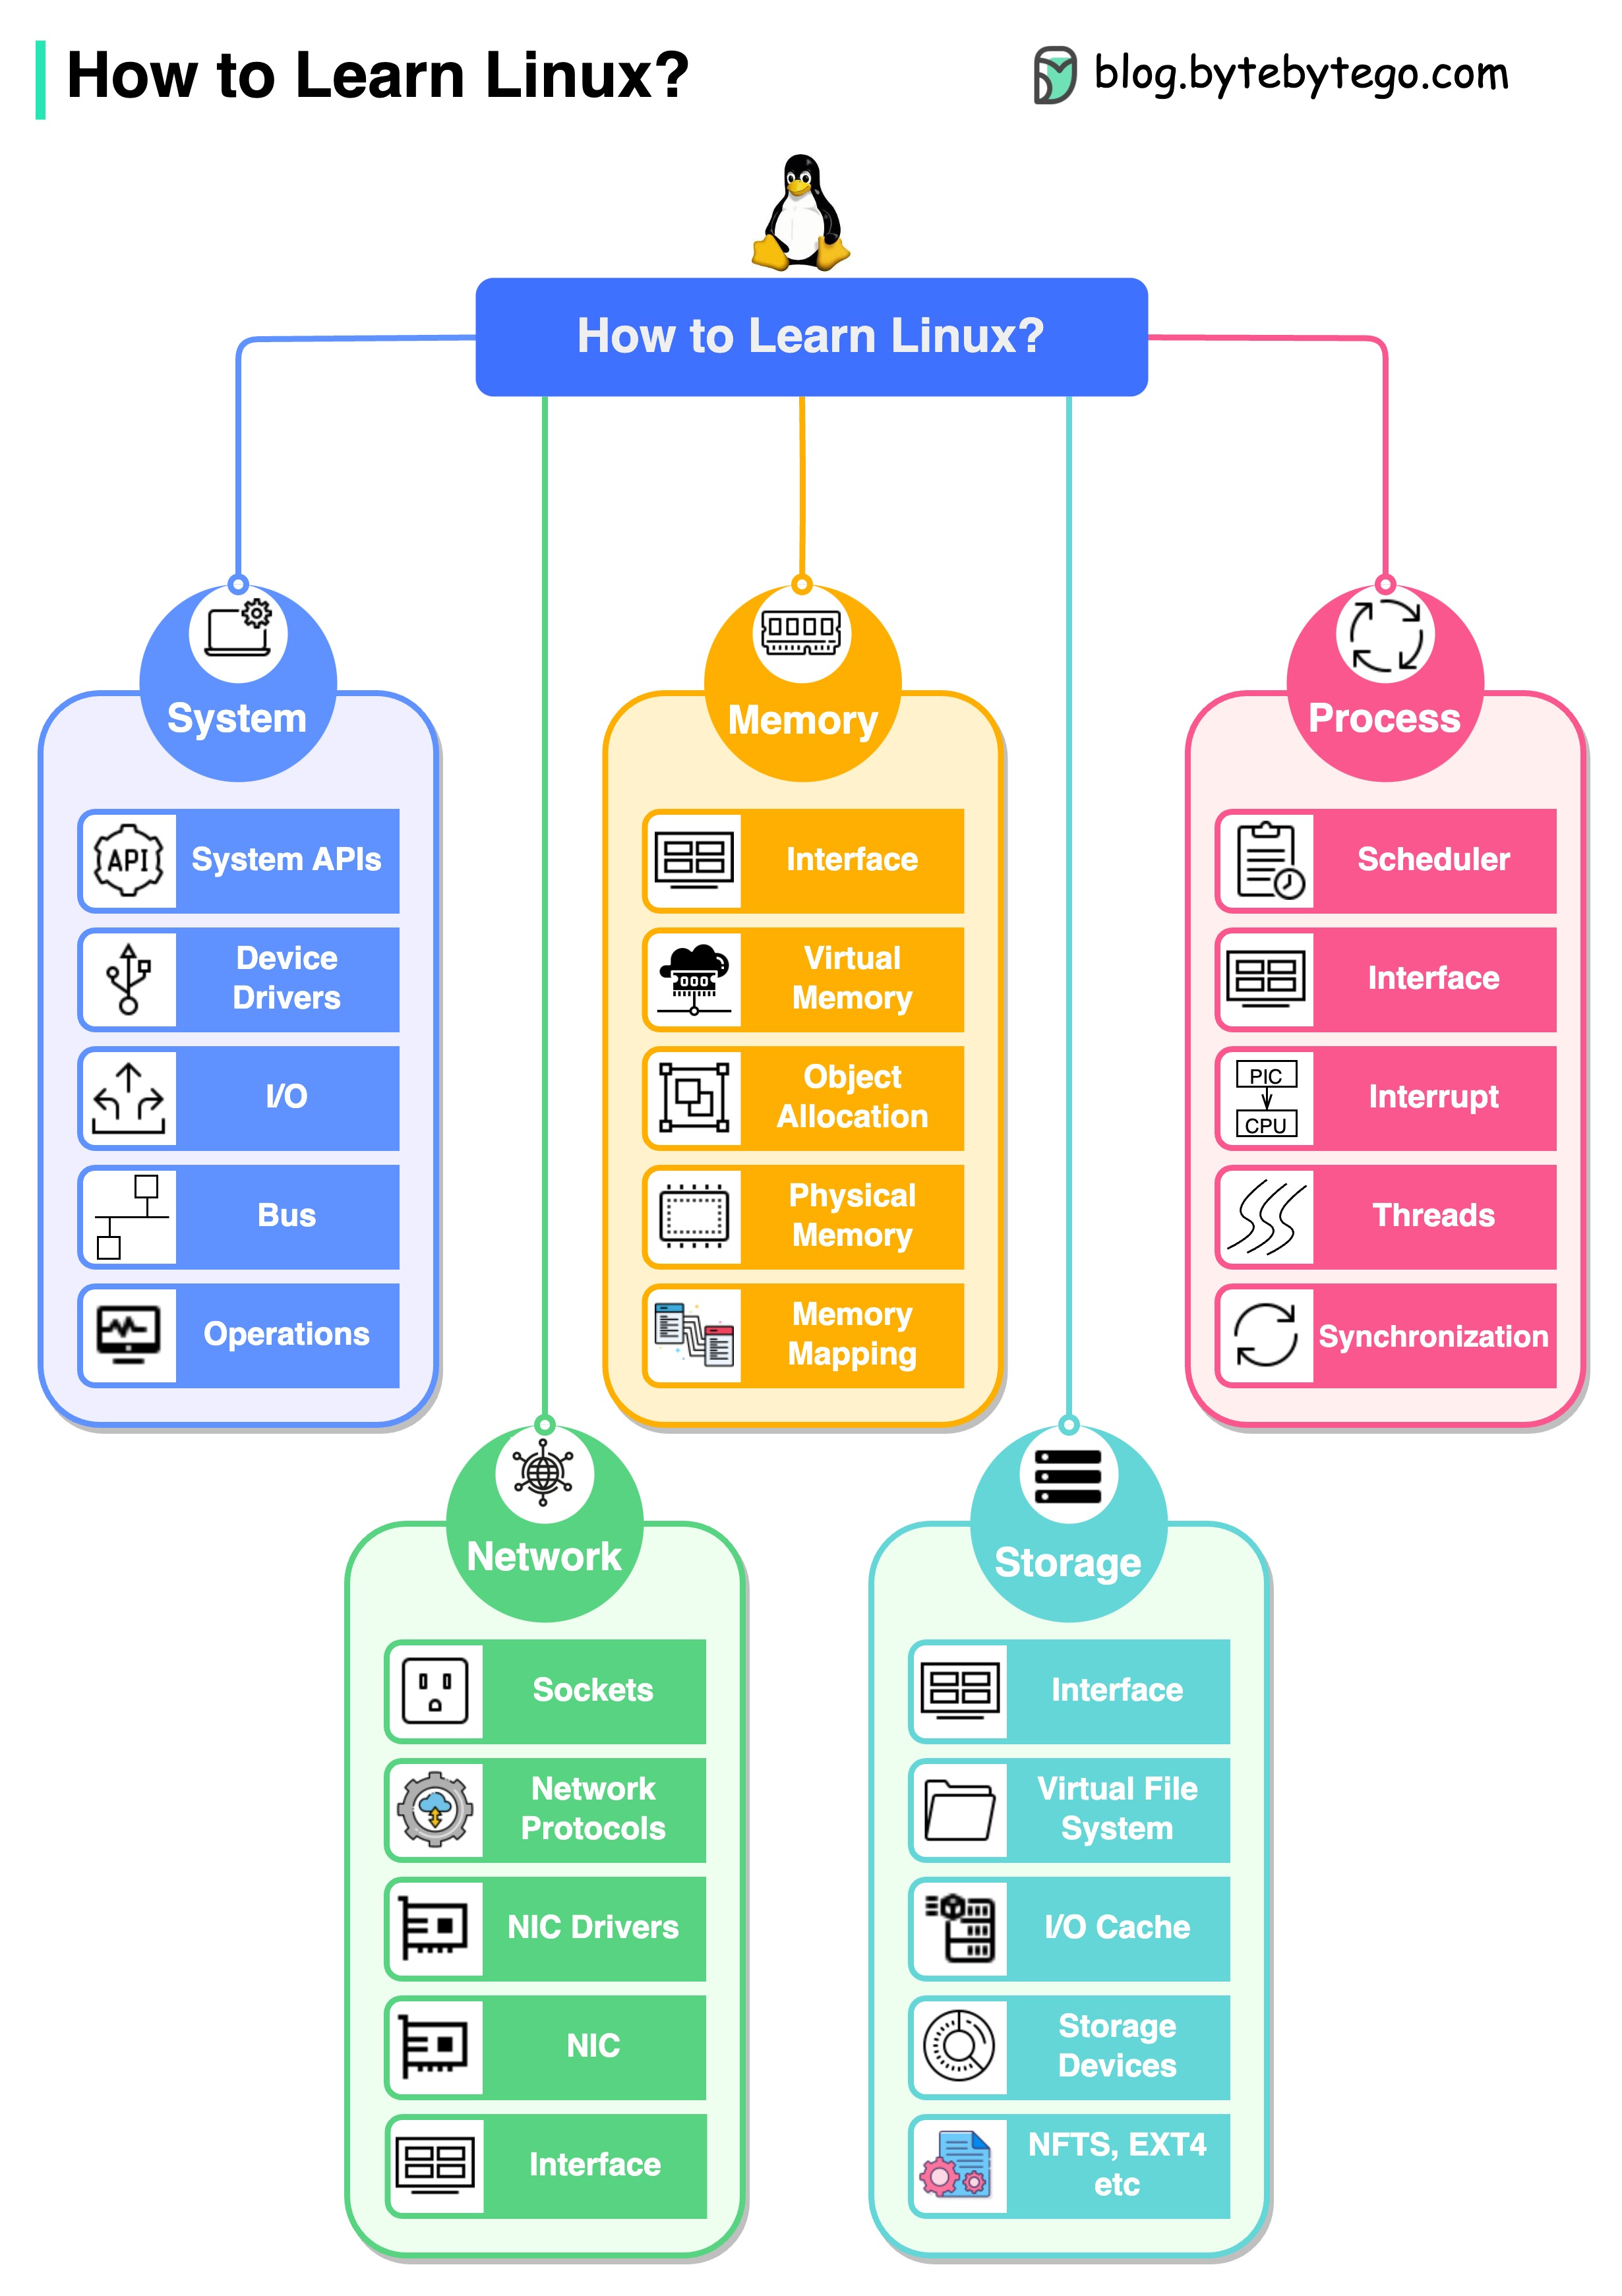 How to Learn Linux?
blog.bytebytego.com
How to Learn Linux?
System
API
System APIs
Device
Drivers
I/O
Bus
Operations
Memory
Interface
Virtual
Memory
Object
Allocation
Physical
Memory
Memory
Mapping
Process
Scheduler
Interface
PIC
CPU
Interrupt
Threads
Synchronization
Network
Sockets
Network
Protocols
NIC Drivers
NIC
Interface
Storage
Interface
Virtual File
System
I/O Cache
Storage
Devices
NFTS, EXT4
etc